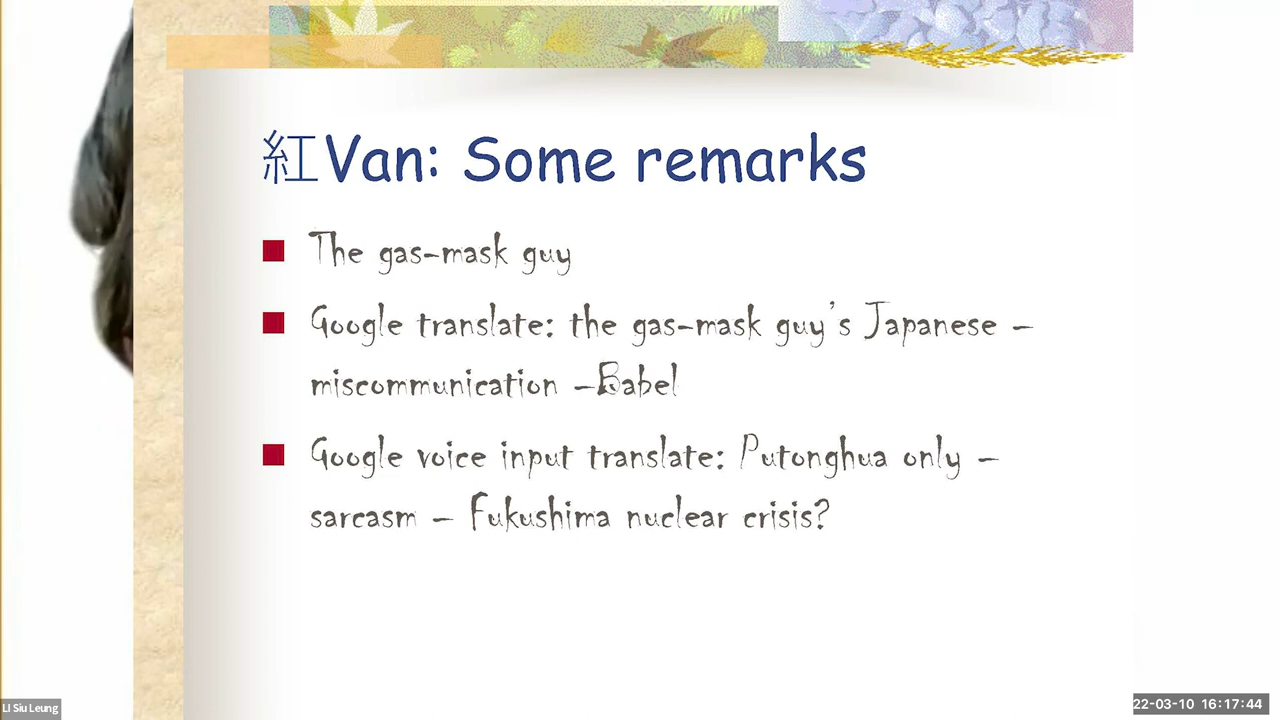 紅Van: Some remarks
The gas-mask guy
Google translate: the gas-mask guy's Japanese –
miscommunication –Babel
Google voice input translate: Putonghua only –
sarcasm – Fukushima nuclear crisis?
LI Siu Leung
22-03-10 16:17:44